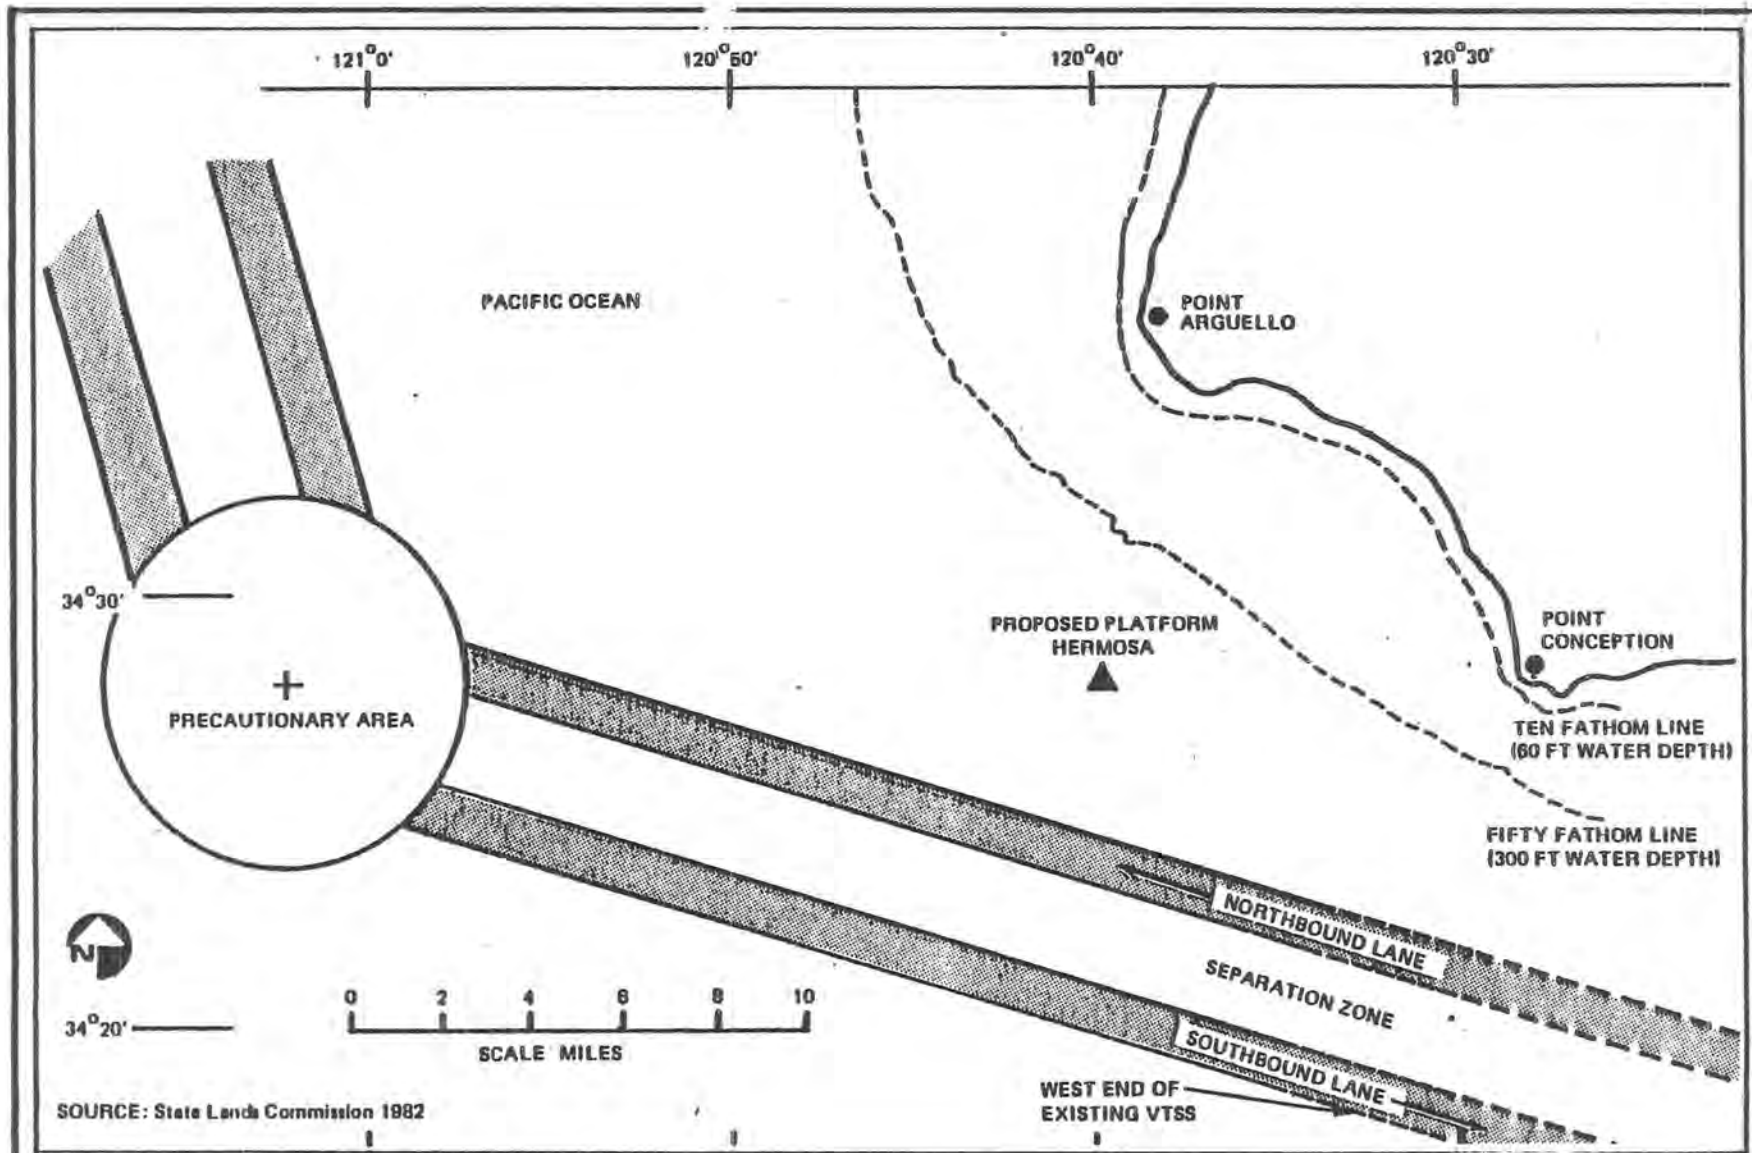 121°0'
120°50'
120°40'
120°30'
PACIFIC OCEAN
POINT
ARGUELLO
34°30'
PROPOSED PLATFORM
HERMOSA
POINT
CONCEPTION
PRECAUTIONARY AREA
TEN FATHOM LINE
(60 FT WATER DEPTH)
FIFTY FATHOM LINE
(300 FT WATER DEPTH)
NORTHBOUND LANE
N
SEPARATION ZONE
0 2 4 6 8 10
34°20'
SCALE MILES
SOUTHBOUND LANE
WEST END OF
EXISTING VTSS
SOURCE: State Lands Commission 1982